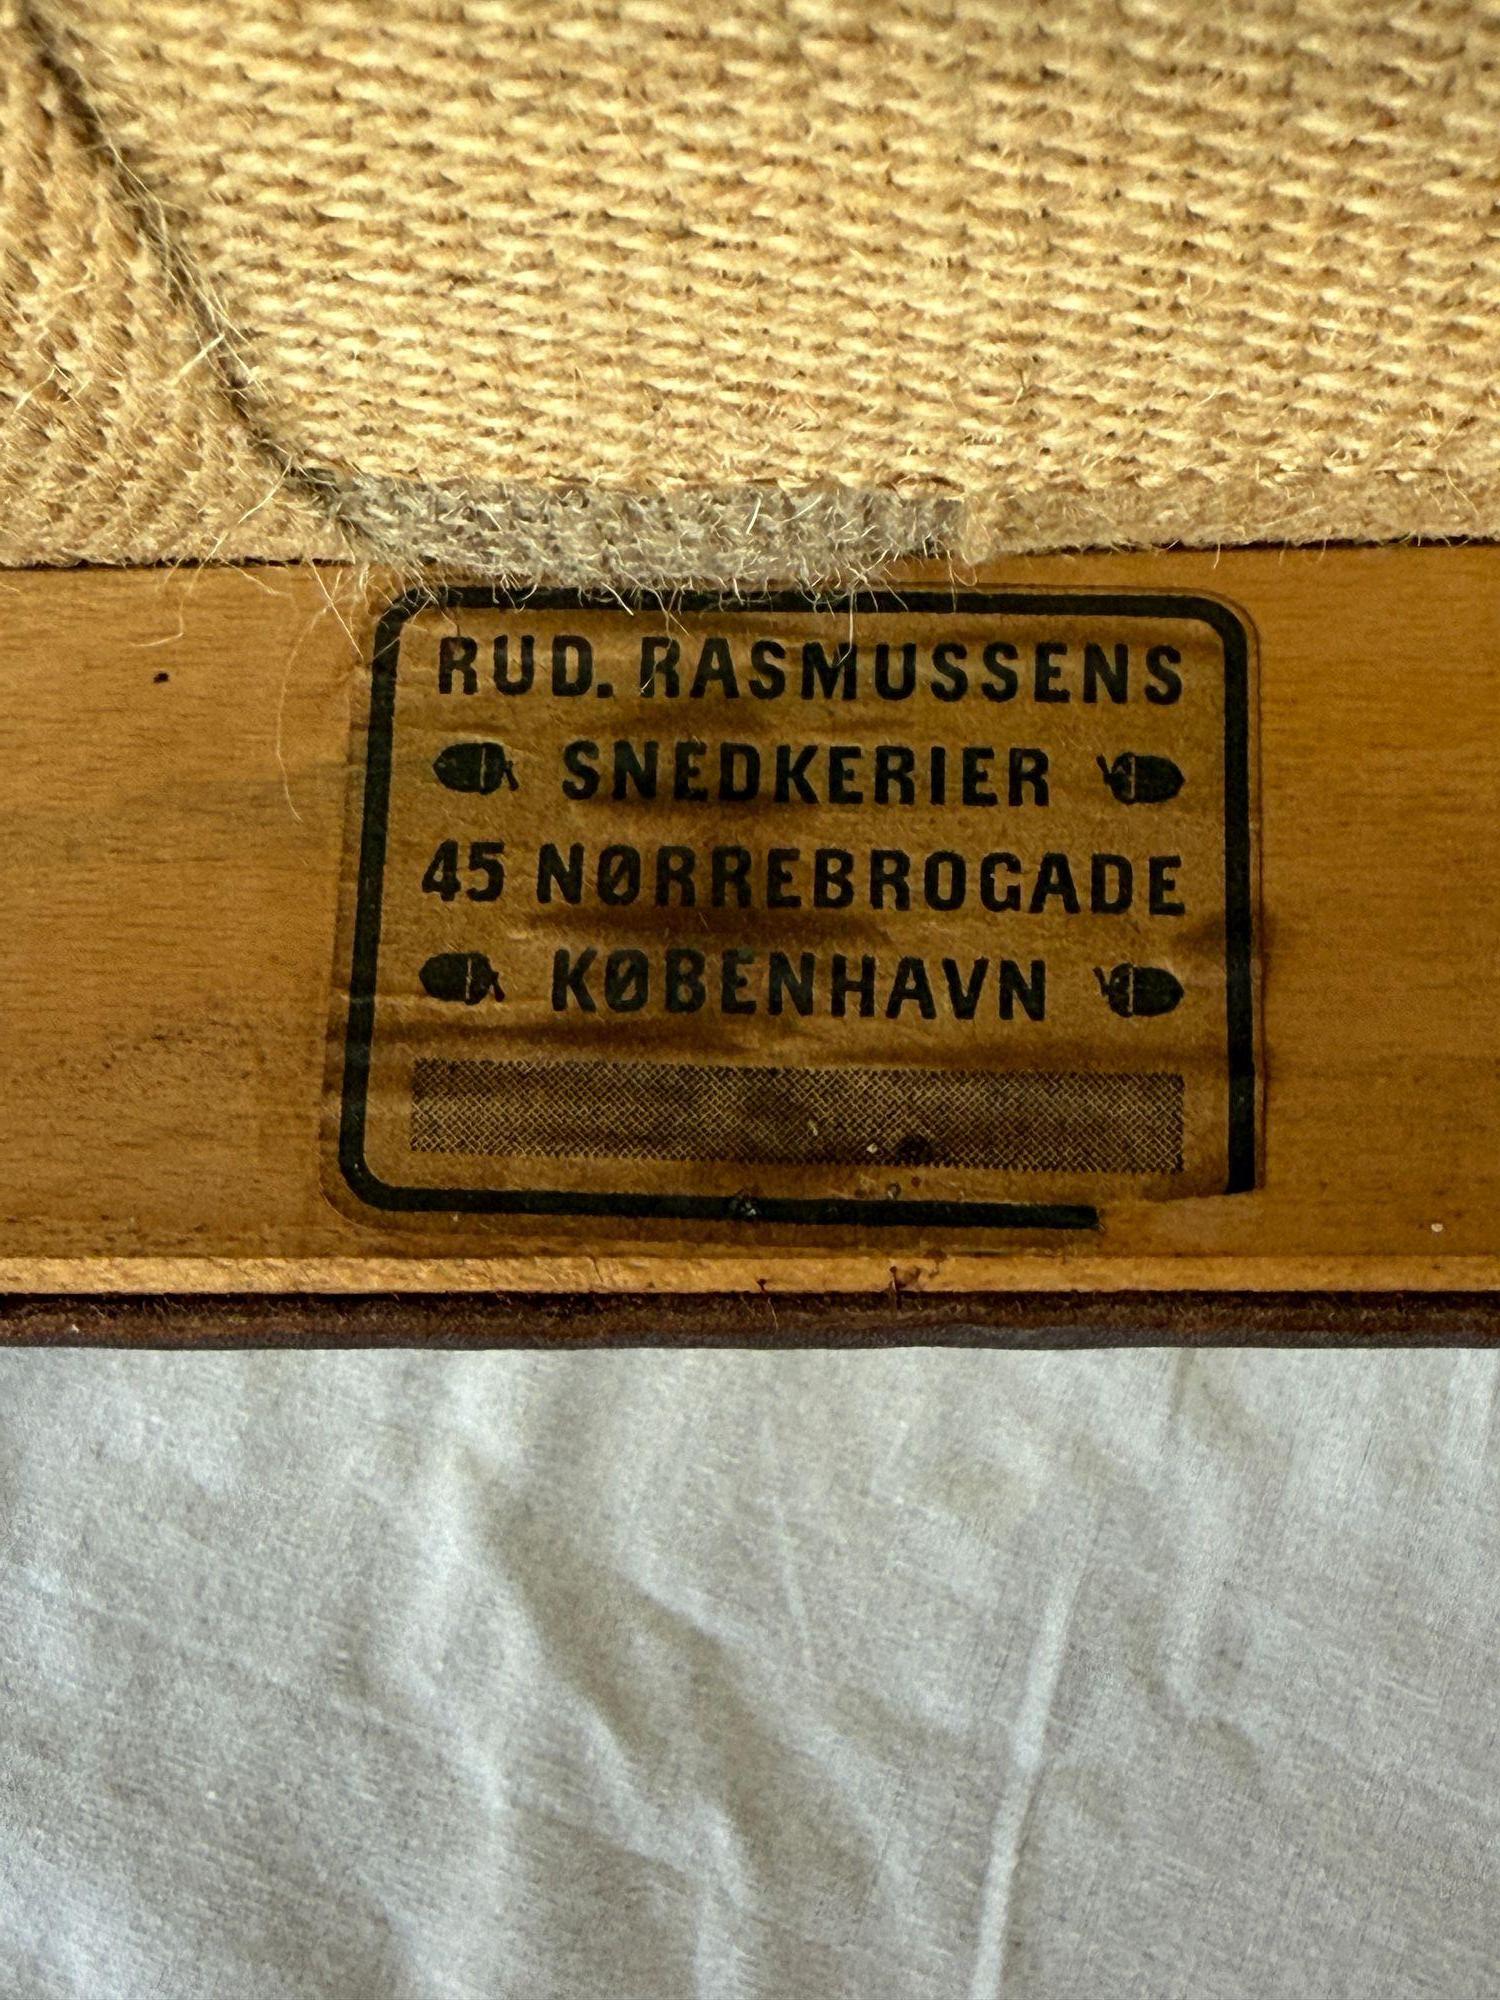 RUD. RASMUSSENS
SNEDKERIER
45 NØRREBROGADE
KØBENHAVN